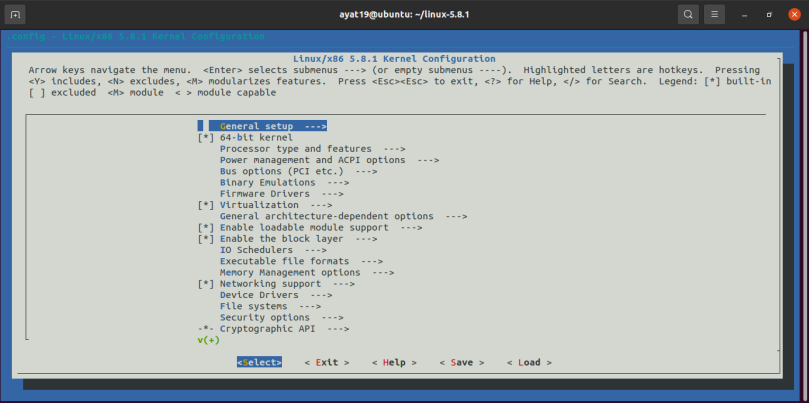 ayat19@ubuntu: ~/linux-5.8.1
.config - Linux/x86 5.8.1 Kernel Configuration
Linux/x86 5.8.1 Kernel Configuration
Arrow keys navigate the menu.  <Enter> selects submenus ---> (or empty submenus ----).  Highlighted letters are hotkeys.  Pressing
<Y> includes, <N> excludes, <M> modularizes features.  Press <Esc><Esc> to exit, <?> for Help, </> for Search.  Legend: [*] built-in
[ ] excluded  <M> module  < > module capable
General setup  --->
[*] 64-bit kernel
Processor type and features  --->
Power management and ACPI options  --->
Bus options (PCI etc.)  --->
Binary Emulations  --->
Firmware Drivers  --->
[*] Virtualization  --->
General architecture-dependent options  --->
[*] Enable loadable module support  --->
[*] Enable the block layer  --->
IO Schedulers  --->
Executable file formats  --->
Memory Management options  --->
[*] Networking support  --->
Device Drivers  --->
File systems  --->
Security options  --->
-*- Cryptographic API  --->
v(+)
<Select>    < Exit >    < Help >    < Save >    < Load >